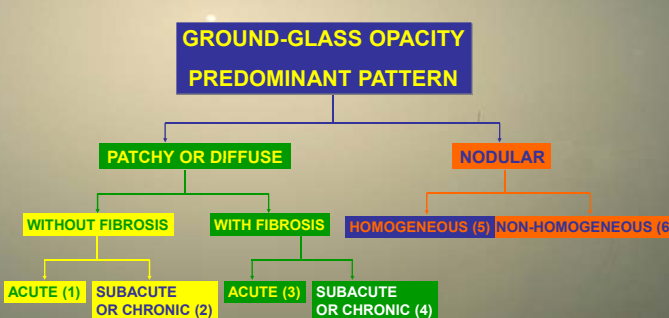 GROUND-GLASS OPACITY
PREDOMINANT PATTERN
PATCHY OR DIFFUSE
NODULAR
WITHOUT FIBROSIS
WITH FIBROSIS
HOMOGENEOUS (5)
NON-HOMOGENEOUS (6
ACUTE (1)
SUBACUTE
OR CHRONIC (2)
ACUTE (3)
SUBACUTE
OR CHRONIC (4)